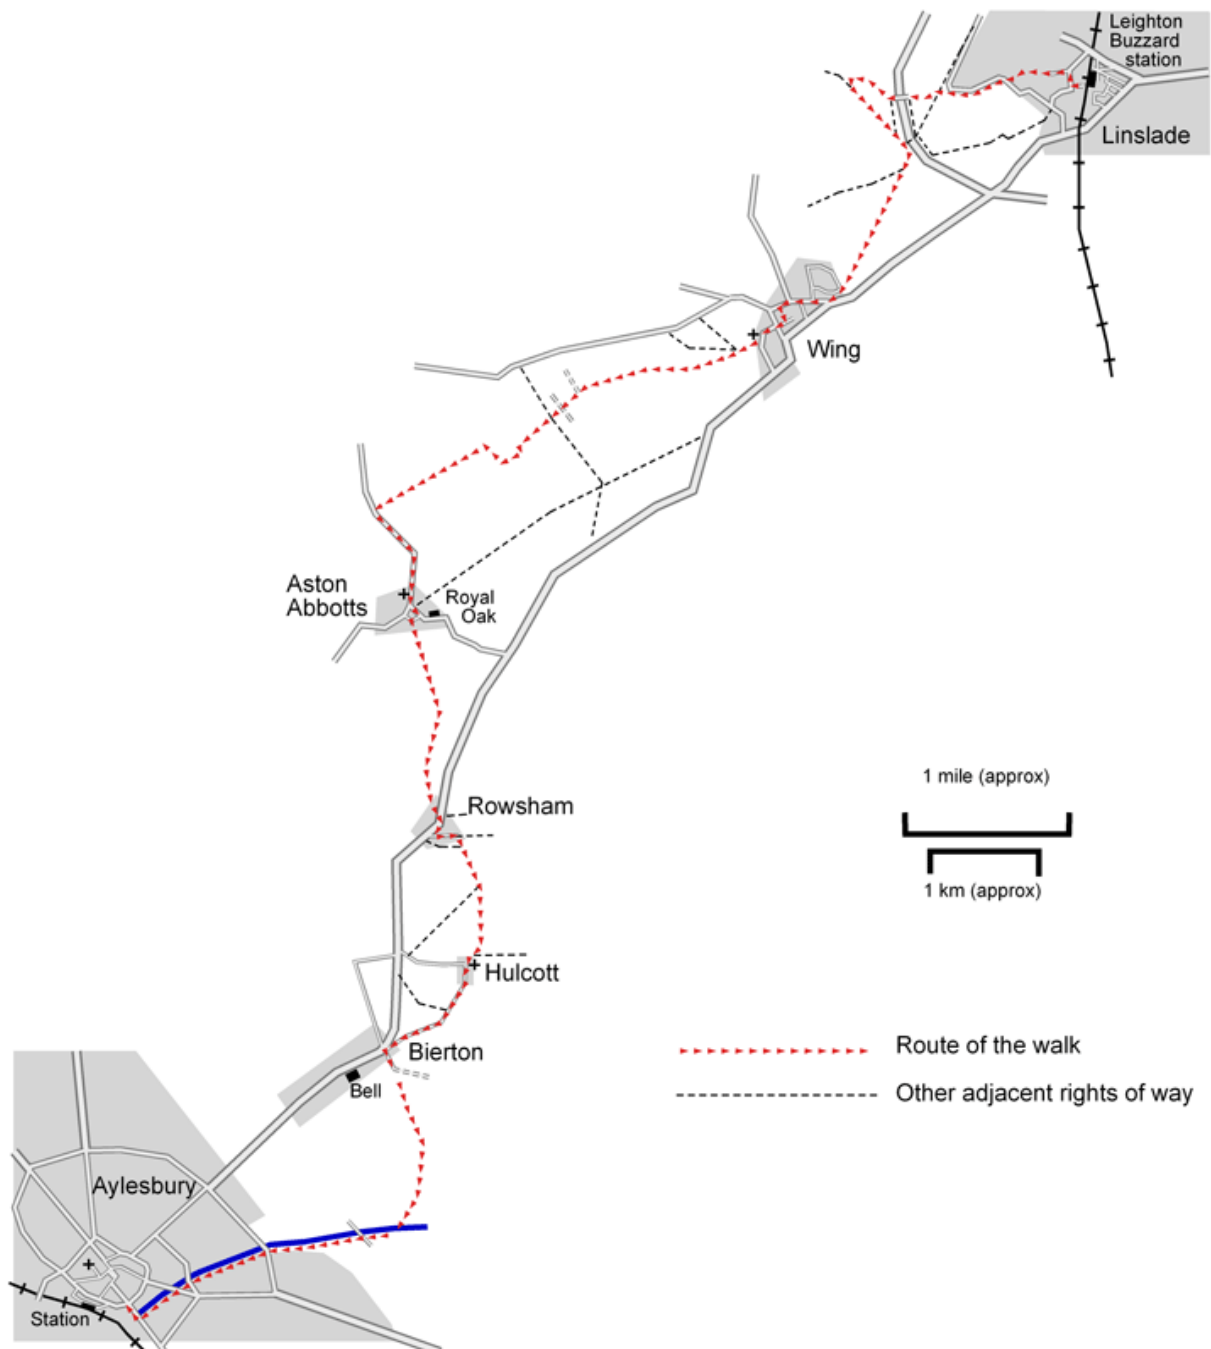 Leighton
Buzzard
station
Linslade
Wing
Aston
Abbotts
Royal
Oak
1 mile (approx)
Rowsham
1 km (approx)
Hulcott
Route of the walk
Bierton
Bell
Other adjacent rights of way
Aylesbury
Station